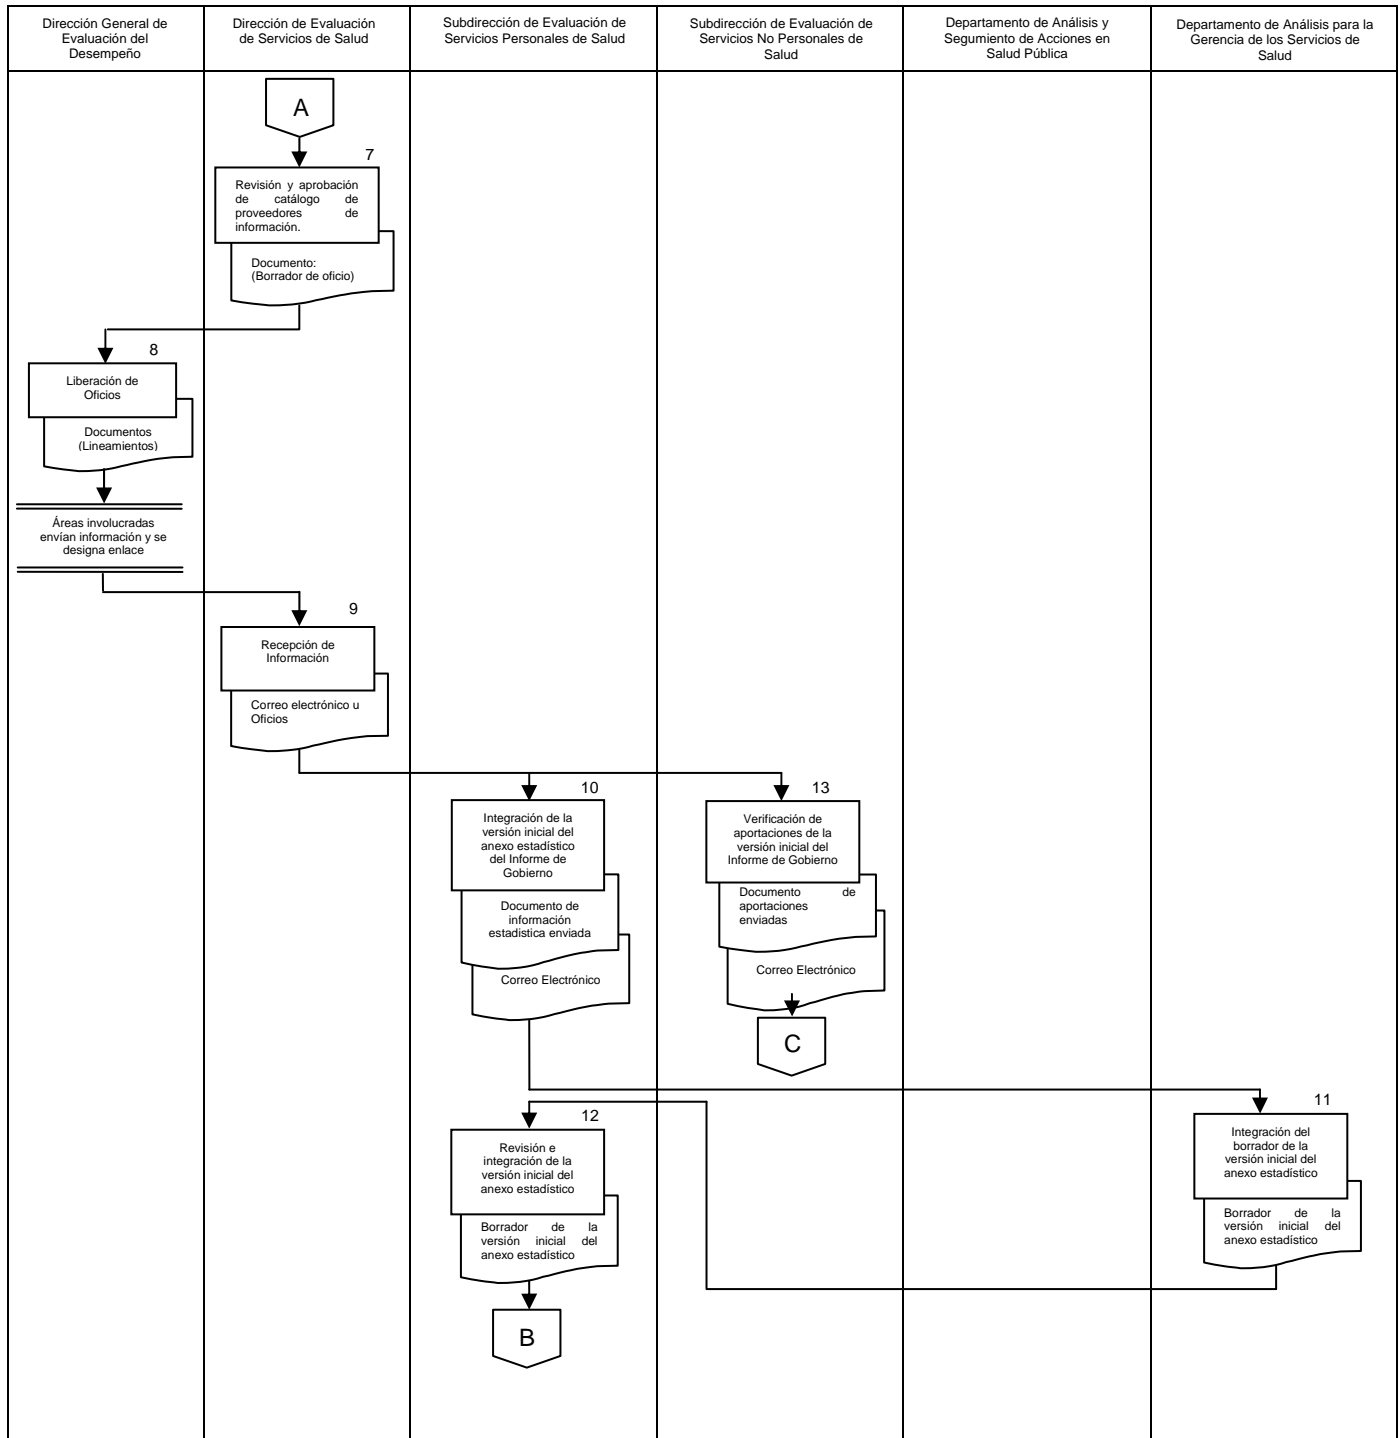 Dirección General de
Evaluación del
Desempeño
Dirección de Evaluación
de Servicios de Salud
Subdirección de Evaluación de
Servicios Personales de Salud
Subdirección de Evaluación de
Servicios No Personales de
Salud
Departamento de Análisis y
Segumiento de Acciones en
Salud Pública
Departamento de Análisis para la
Gerencia de los Servicios de
Salud
A
7
Revisión y aprobación
de catálogo de
proveedores de
información.
Documento:
(Borrador de oficio)
8
Liberación de
Oficios
Documentos
(Lineamientos)
Áreas involucradas
envían información y se
designa enlace
9
Recepción de
Información
Correo electrónico u
Oficios
10
Integración de la
versión inicial del
anexo estadístico
del Informe de
Gobierno
Documento de
información
estadistica enviada
Correo Electrónico
13
Verificación de
aportaciones de la
versión inicial del
Informe de Gobierno
Documento de
aportaciones
enviadas
Correo Electrónico
C
11
Integración del
borrador de la
versión inicial del
anexo estadístico
Borrador de la
versión inicial del
anexo estadístico
12
Revisión e
integración de la
versión inicial del
anexo estadístico
Borrador de la
versión inicial del
anexo estadístico
B